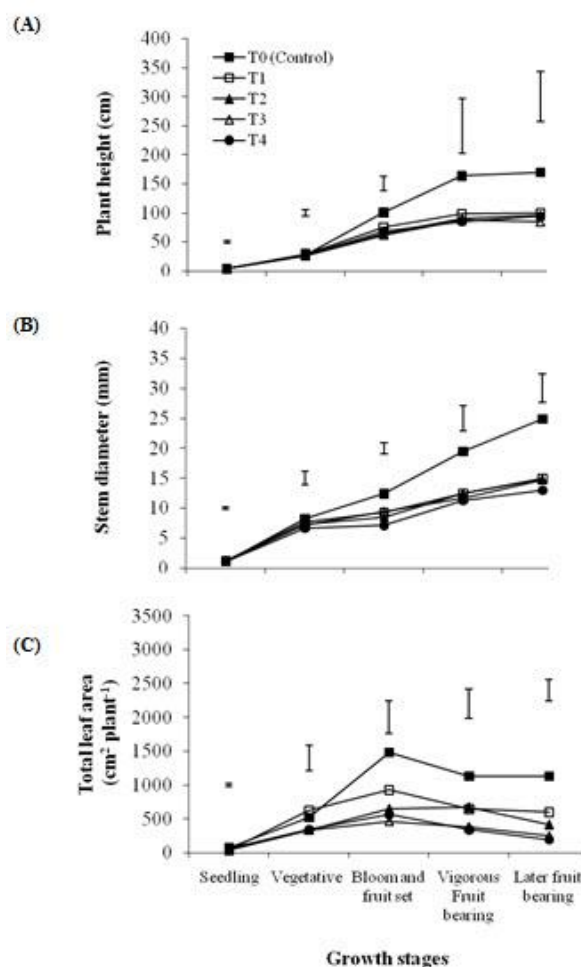 (A)
Plant height (cm)
400
350
300
250
200
150
100
50
0
T0 (Control)
T1
T2
T3
T4
(B)
Stem diameter (mm)
40
35
30
25
20
15
10
5
0
(C)
Total leaf area
(cm² plant⁻¹)
3500
3000
2500
2000
1500
1000
500
0
Seedling Vegetative Bloom and Vigorous Later fruit
fruit set Fruit bearing
bearing
Growth stages